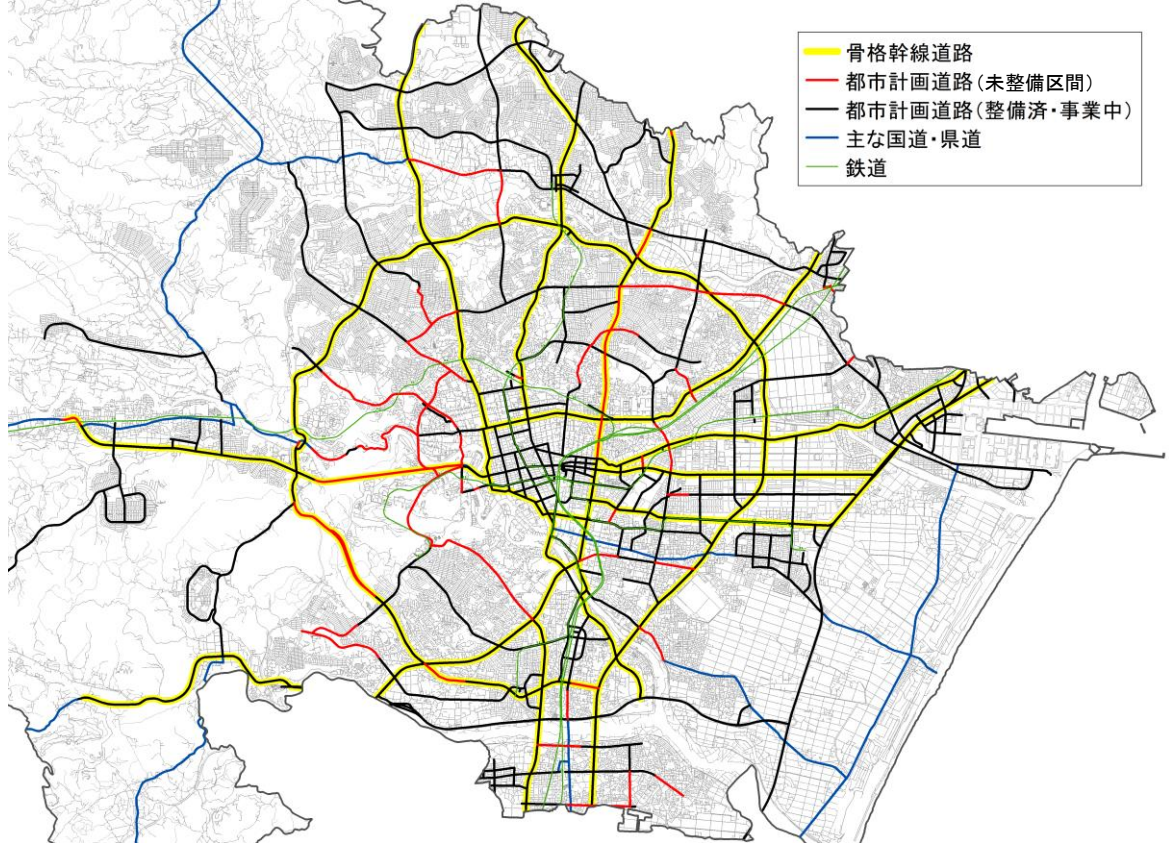 骨格幹線道路
都市計画道路(未整備区間)
都市計画道路(整備済・事業中)
主な国道・県道
鉄道